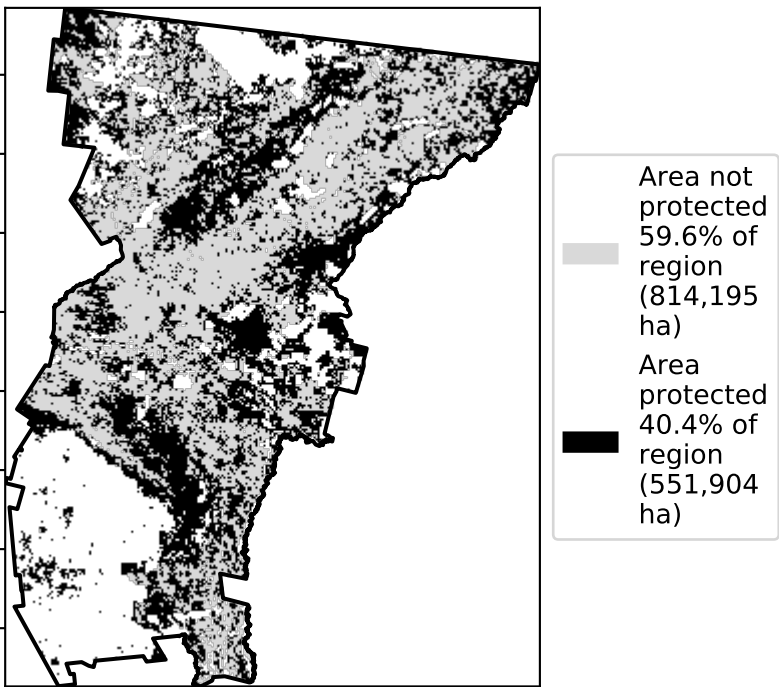 Area not
protected
59.6% of
region
(814,195
ha)
Area
protected
40.4% of
region
(551,904
ha)